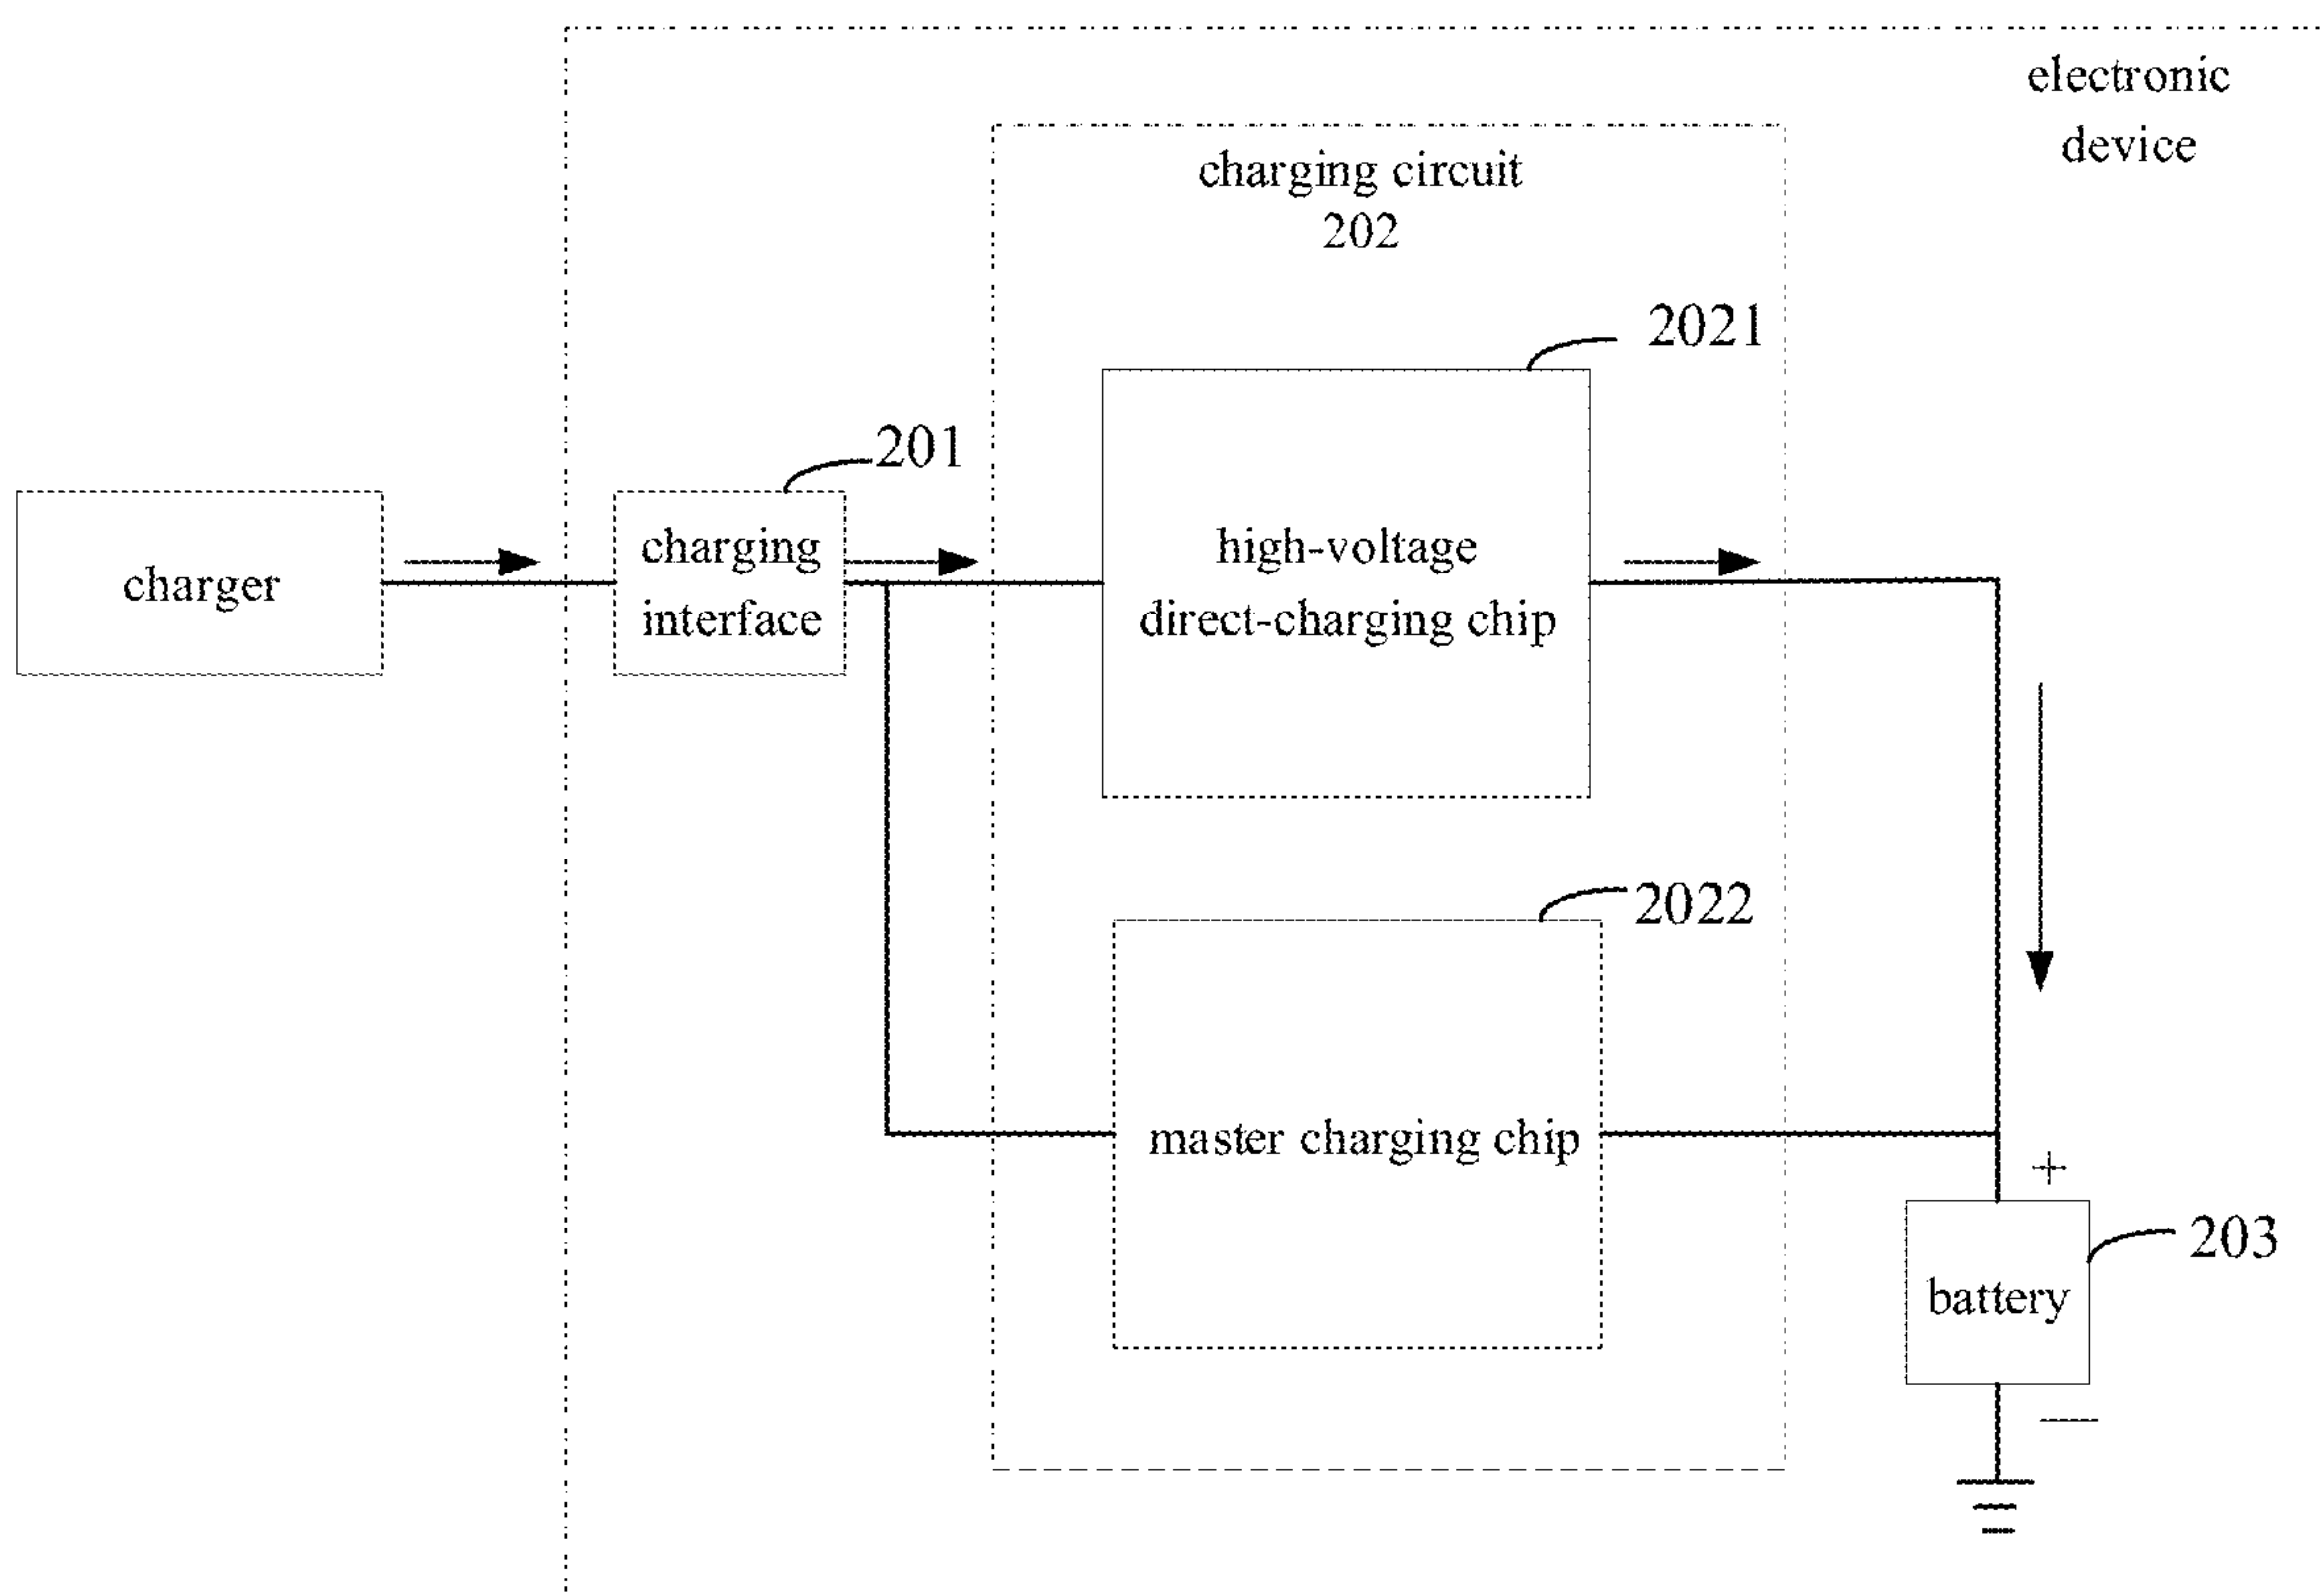 electronic
device
charging circuit
202
2021
201
charger
charging
interface
high-voltage
direct-charging chip
2022
master charging chip
+
203
battery
—